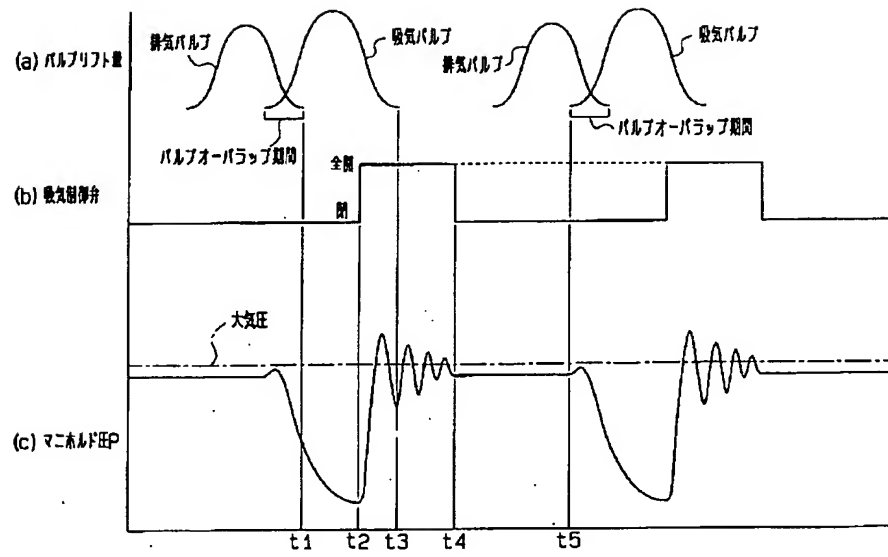 (a) バルブリフト量
排気バルブ
吸気バルブ
排気バルブ
吸気バルブ
バルブオーバラップ期間
バルブオーバラップ期間
全開
(b) 吸気制御弁
閉
大気圧
(c) マニホルド圧P
t1 t2 t3 t4 t5